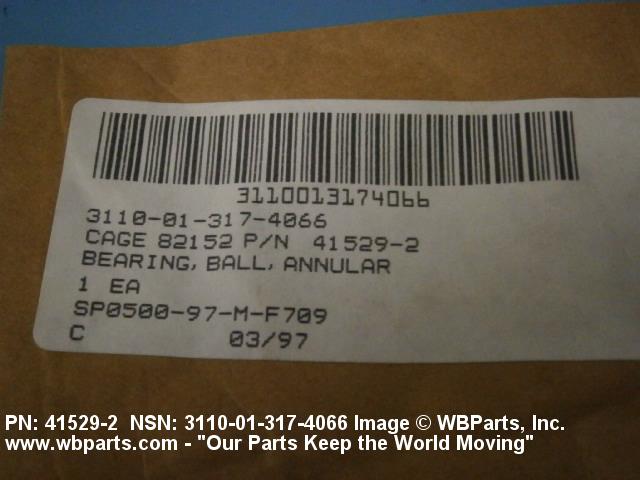 3110013174066
3110-01-317-4066
CAGE 82152 P/N 41529-2
BEARING, BALL, ANNULAR
1 EA
SP0500-97-M-F709
C 03/97
PN: 41529-2 NSN: 3110-01-317-4066 Image © WBParts, Inc.
www.wbparts.com - "Our Parts Keep the World Moving"